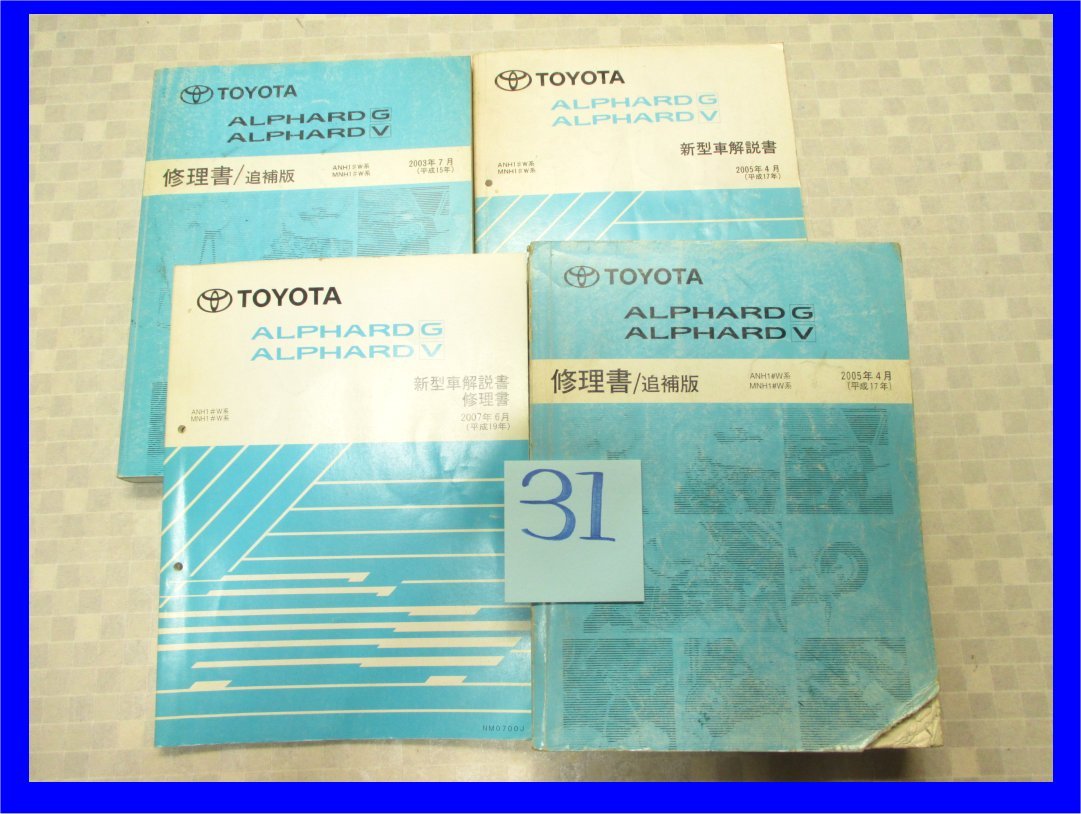 TOYOTA
ALPHARD G
ALPHARD V
修理書/追補版
ANH1#W系
MNH1#W系
2003年7月
(平成15年)
TOYOTA
ALPHARD G
ALPHARD V
新型車解説書
ANH1#W系
MNH1#W系
2005年4月
(平成17年)
TOYOTA
ALPHARD G
ALPHARD V
新型車解説書
修理書
ANH1#W系
MNH1#W系
2007年6月
(平成19年)
NM0700J
TOYOTA
ALPHARD G
ALPHARD V
修理書/追補版
ANH1#W系
MNH1#W系
2005年4月
(平成17年)
31